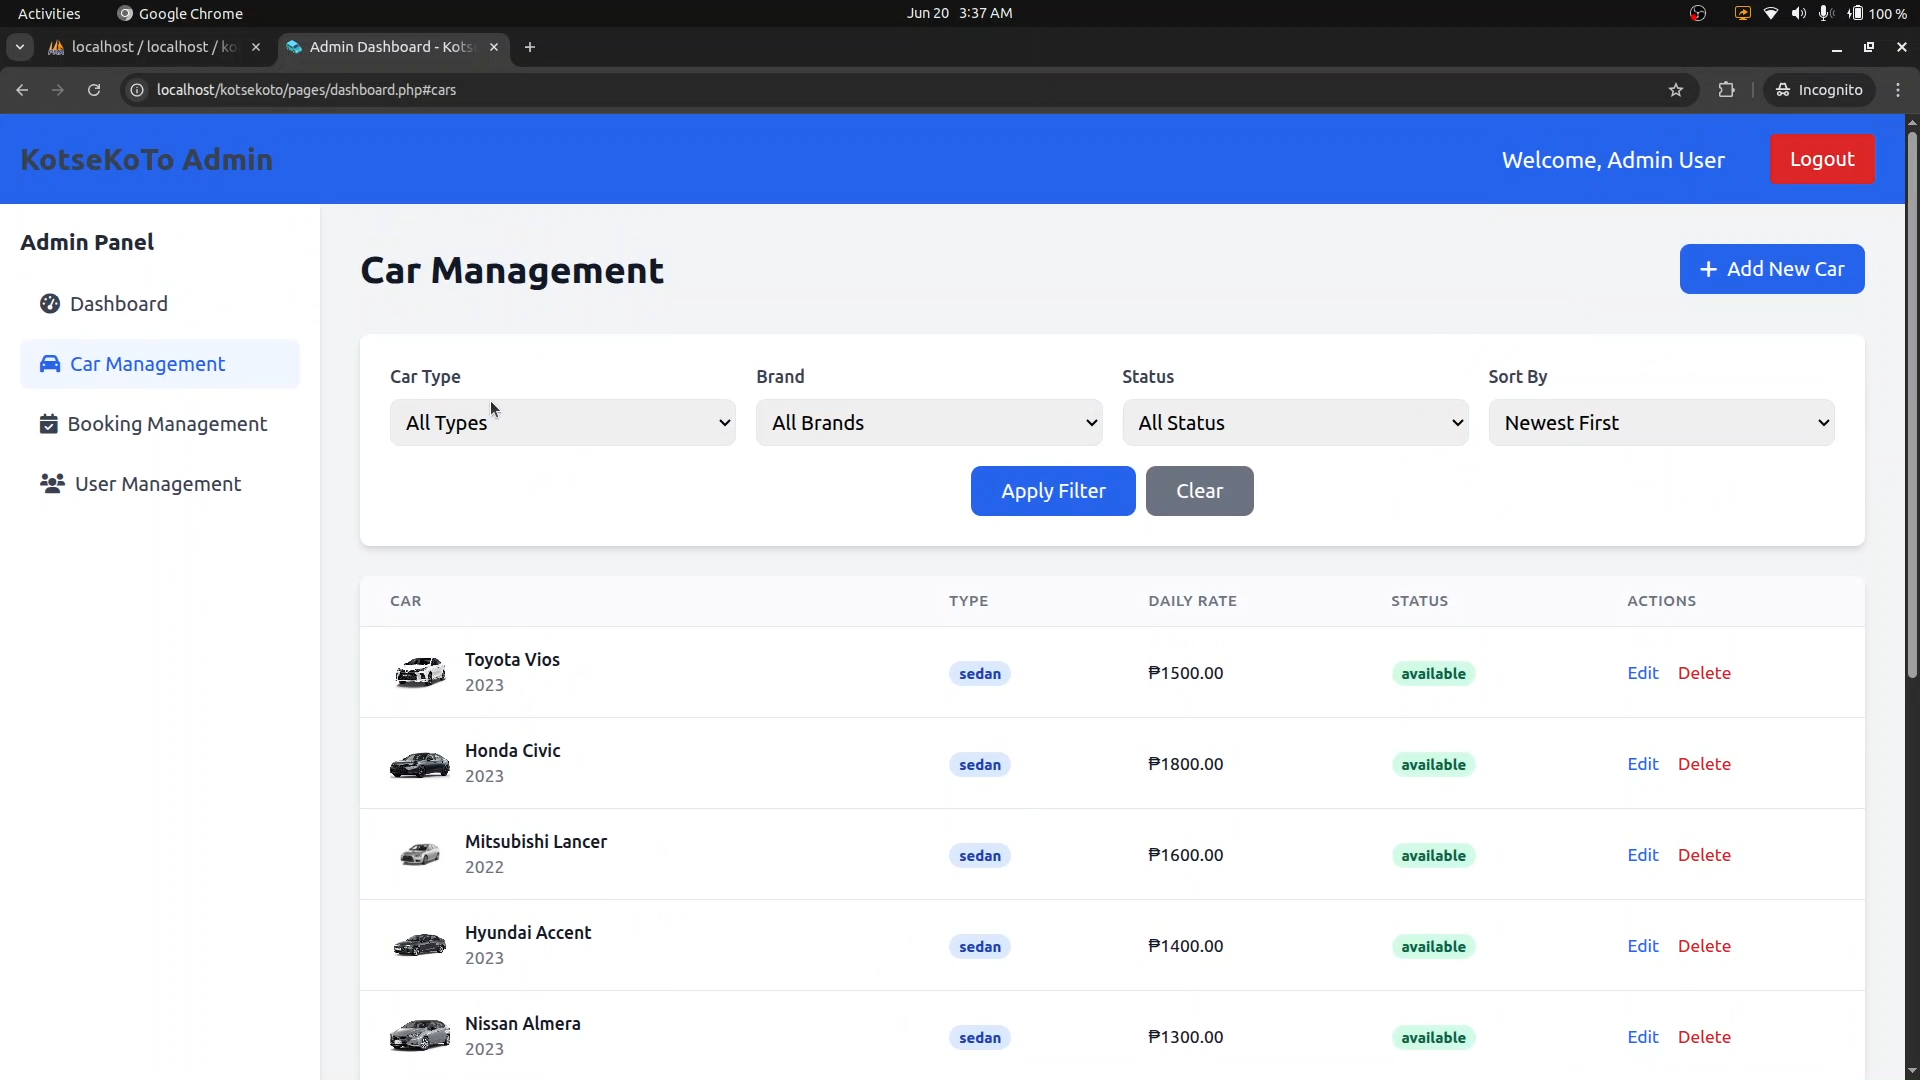 Activities
Google Chrome
Jun 20 3:37 AM
100 %
localhost / localhost / ko
Admin Dashboard - Kots
localhost/kotsekoto/pages/dashboard.php#cars
Incognito
KotseKoTo Admin
Welcome, Admin User
Logout
Admin Panel
Dashboard
Car Management
Booking Management
User Management
Car Management
+ Add New Car
Car Type
Brand
Status
Sort By
All Types
All Brands
All Status
Newest First
Apply Filter
Clear
CAR TYPE DAILY RATE STATUS ACTIONS
Toyota Vios
2023
sedan
₱1500.00
available
Edit Delete
Honda Civic
2023
sedan
₱1800.00
available
Edit Delete
Mitsubishi Lancer
2022
sedan
₱1600.00
available
Edit Delete
Hyundai Accent
2023
sedan
₱1400.00
available
Edit Delete
Nissan Almera
2023
sedan
₱1300.00
available
Edit Delete